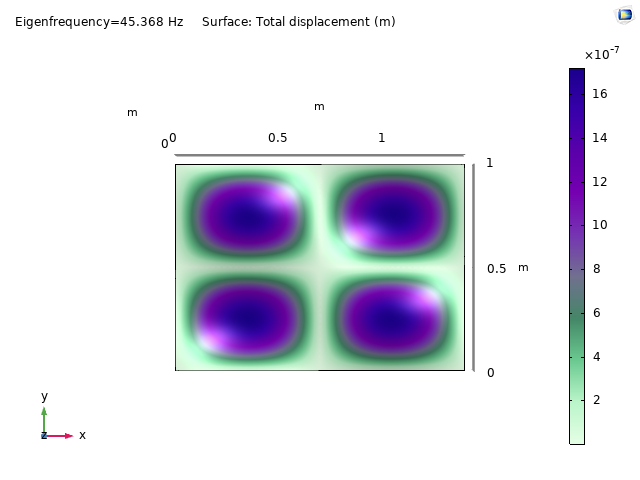 Eigenfrequency=45.368 Hz Surface: Total displacement (m)
×10⁻⁷
m
m
0
0
0.5
1
1
0.5
m
0
16
14
12
10
8
6
4
2
y
z
x